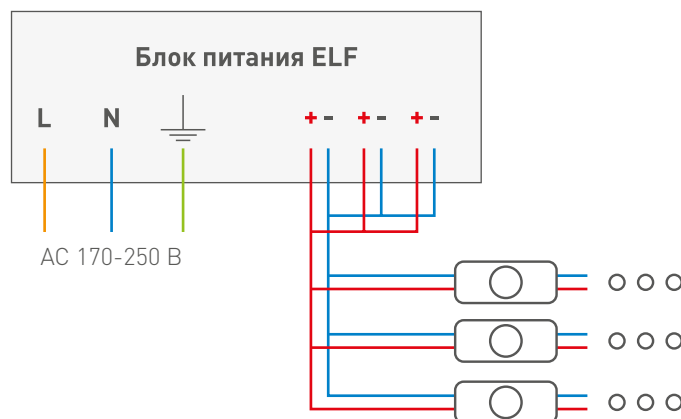 Блок питания ELF
L N + - + - + -
AC 170-250 В